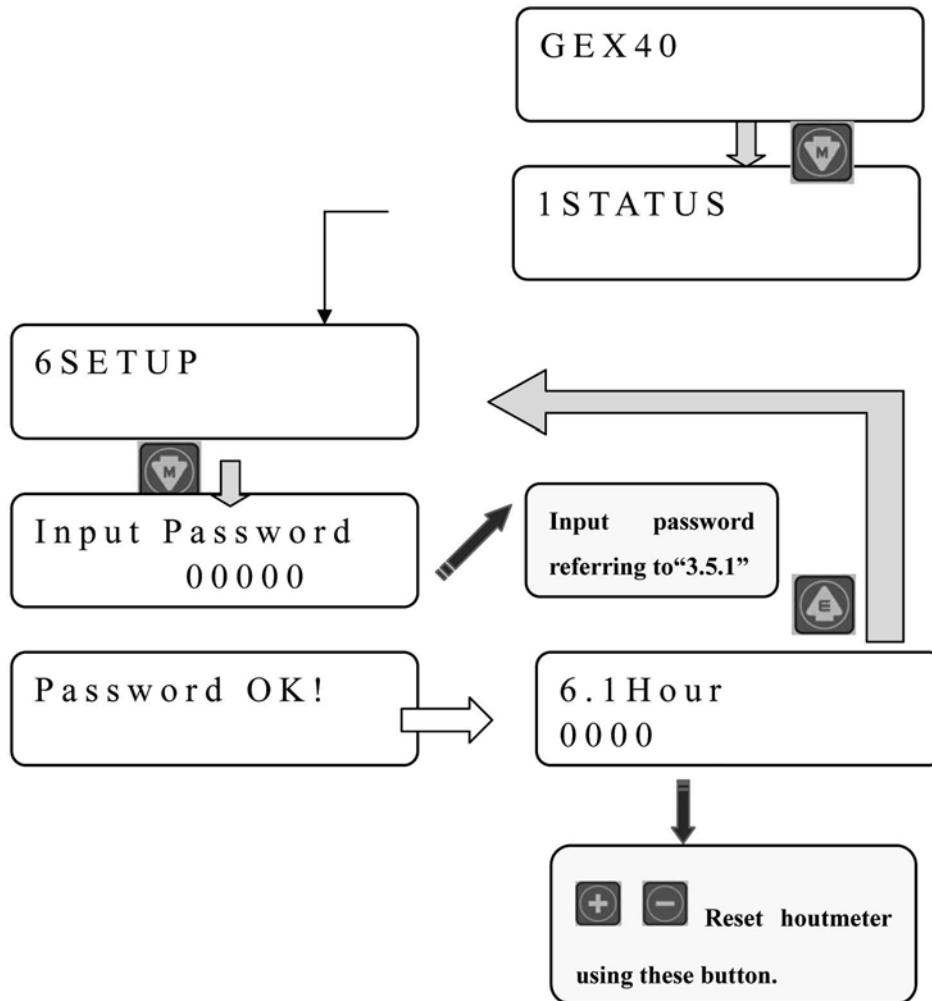 GEX40
M
1STATUS
6SETUP
M
Input Password
00000
Input password
referring to“3.5.1”
E
Password OK!
6.1Hour
0000
Reset houtmeter
using these button.